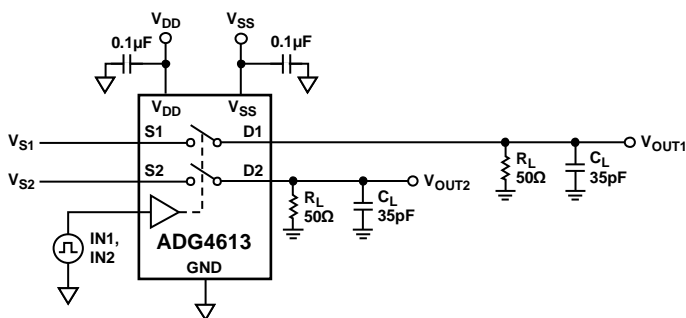 VDD
VSS
0.1µF
0.1µF
VDD
VSS
VS1
S1
D1
VOUT1
RL
50Ω
CL
35pF
VS2
S2
D2
VOUT2
RL
50Ω
CL
35pF
IN1,
IN2
ADG4613
GND